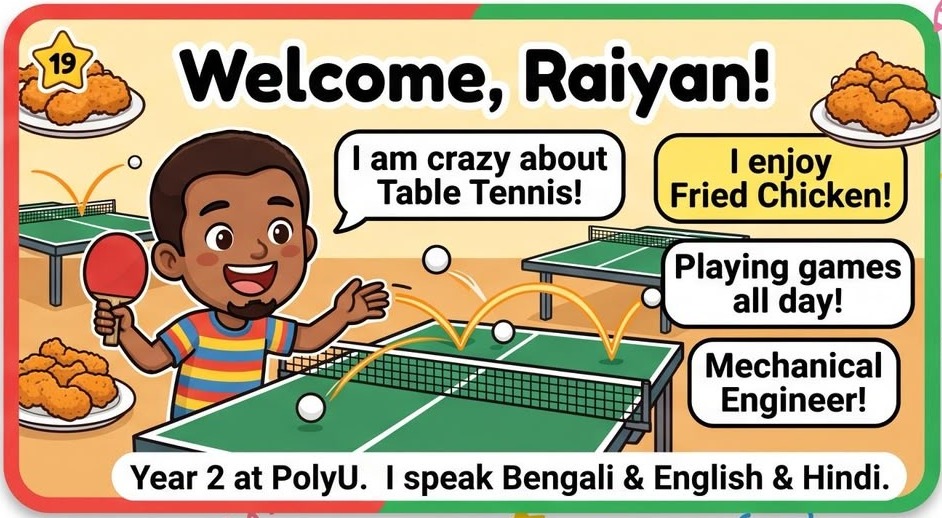 19
Welcome, Raiyan!
I am crazy about
Table Tennis!
I enjoy
Fried Chicken!
Playing games
all day!
Mechanical
Engineer!
Year 2 at PolyU.  I speak Bengali & English & Hindi.